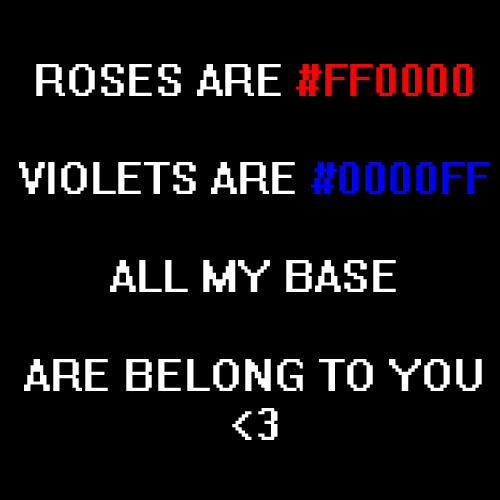 ROSES ARE #FF0000
VIOLETS ARE #0000FF
ALL MY BASE
ARE BELONG TO YOU
<3